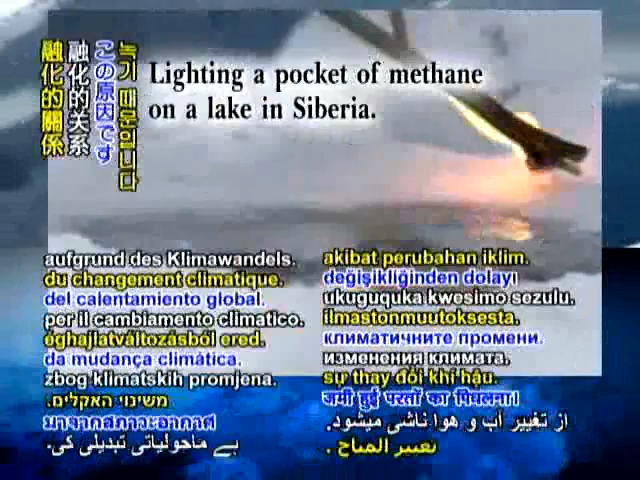 融化的關係
融化的关系
この原因です
녹기 때문입니다
Lighting a pocket of methane
on a lake in Siberia.
aufgrund des Klimawandels.
du changement climatique.
del calentamiento global.
per il cambiamento climatico.
éghajlatváltozásból ered.
da mudança climática.
zbog klimatskih promjena.
משינוי האקלים.
มาจากสภาวะอากาศ
بے ماحولیاتی تبدیلی کی.
akibat perubahan iklim.
değişikliğinden dolayı
ukuguquka kwesimo sezulu.
ilmastonmuutoksesta.
климатичните промени.
изменения климата.
sự thay đổi khí hậu.
जमी हुई परतों का पिघलना।
از تغییر آب و هوا ناشی میشود.
تغيير المناخ .